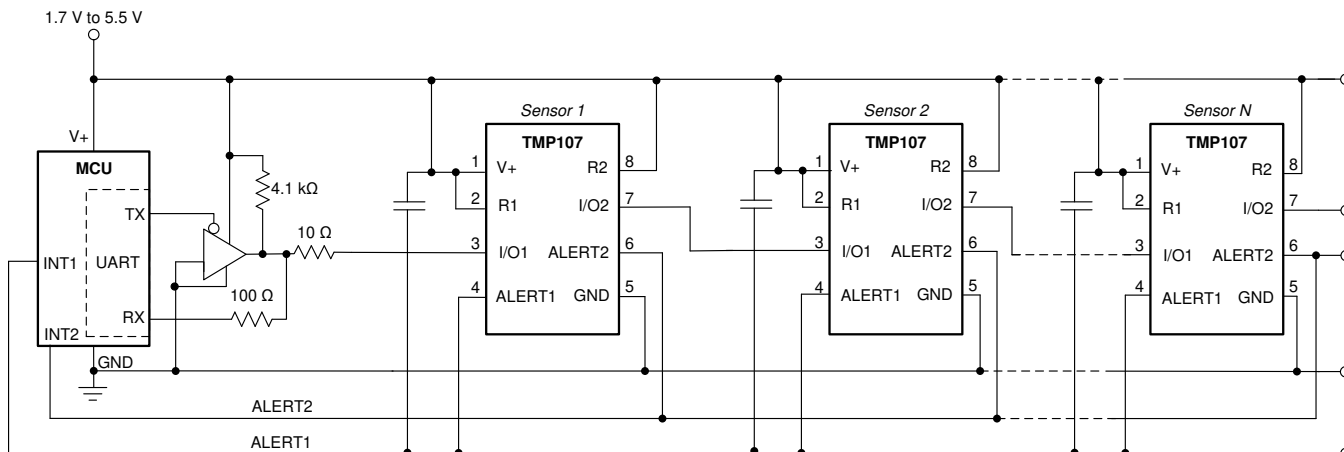 1.7 V to 5.5 V
V+
MCU
TX
UART
INT1
RX
INT2
GND
4.1 kΩ
10 Ω
100 Ω
Sensor 1
TMP107
1 V+ R2 8
2 R1 I/O2 7
3 I/O1 ALERT2 6
4 ALERT1 GND 5
Sensor 2
TMP107
1 V+ R2 8
2 R1 I/O2 7
3 I/O1 ALERT2 6
4 ALERT1 GND 5
Sensor N
TMP107
1 V+ R2 8
2 R1 I/O2 7
3 I/O1 ALERT2 6
4 ALERT1 GND 5
ALERT2
ALERT1